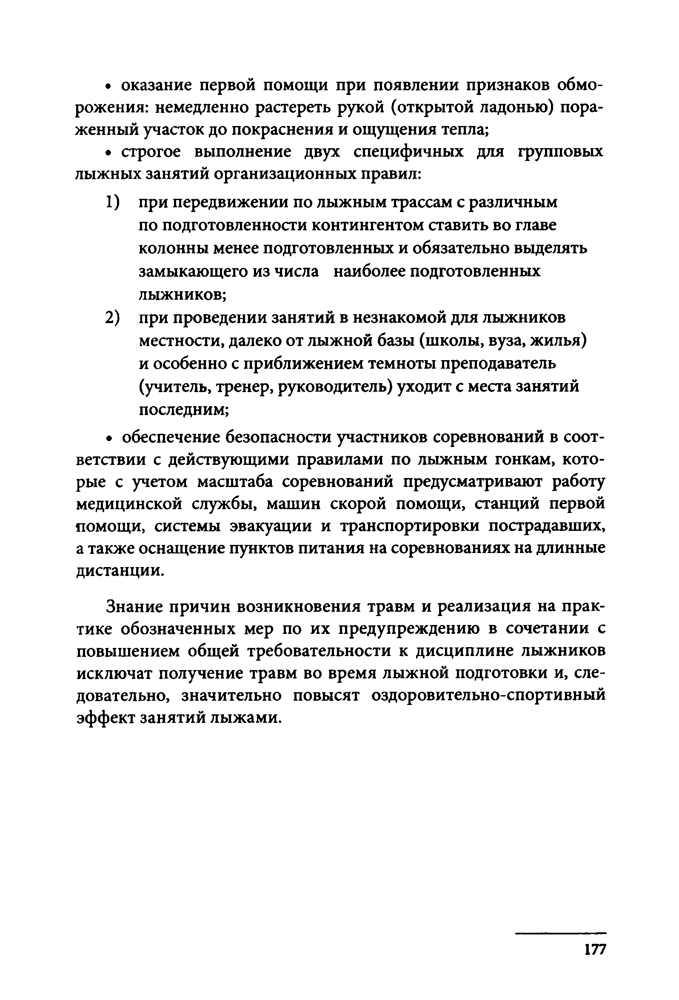 • оказание первой помощи при появлении признаков обмо-
рожения: немедленно растереть рукой (открытой ладонью) пора-
женный участок до покраснения и ощущения тепла;
• строгое выполнение двух специфичных для групповых
лыжных занятий организационных правил:
1) при передвижении по лыжным трассам с различным
по подготовленности контингентом ставить во главе
колонны менее подготовленных и обязательно выделять
замыкающего из числа наиболее подготовленных
лыжников;
2) при проведении занятий в незнакомой для лыжников
местности, далеко от лыжной базы (школы, вуза, жилья)
и особенно с приближением темноты преподаватель
(учитель, тренер, руководитель) уходит с места занятий
последним;
• обеспечение безопасности участников соревнований в соот-
ветствии с действующими правилами по лыжным гонкам, кото-
рые с учетом масштаба соревнований предусматривают работу
медицинской службы, машин скорой помощи, станций первой
помощи, системы эвакуации и транспортировки пострадавших,
а также оснащение пунктов питания на соревнованиях на длинные
дистанции.
Знание причин возникновения травм и реализация на прак-
тике обозначенных мер по их предупреждению в сочетании с
повышением общей требовательности к дисциплине лыжников
исключат получение травм во время лыжной подготовки и, сле-
довательно, значительно повысят оздоровительно-спортивный
эффект занятий лыжами.
177